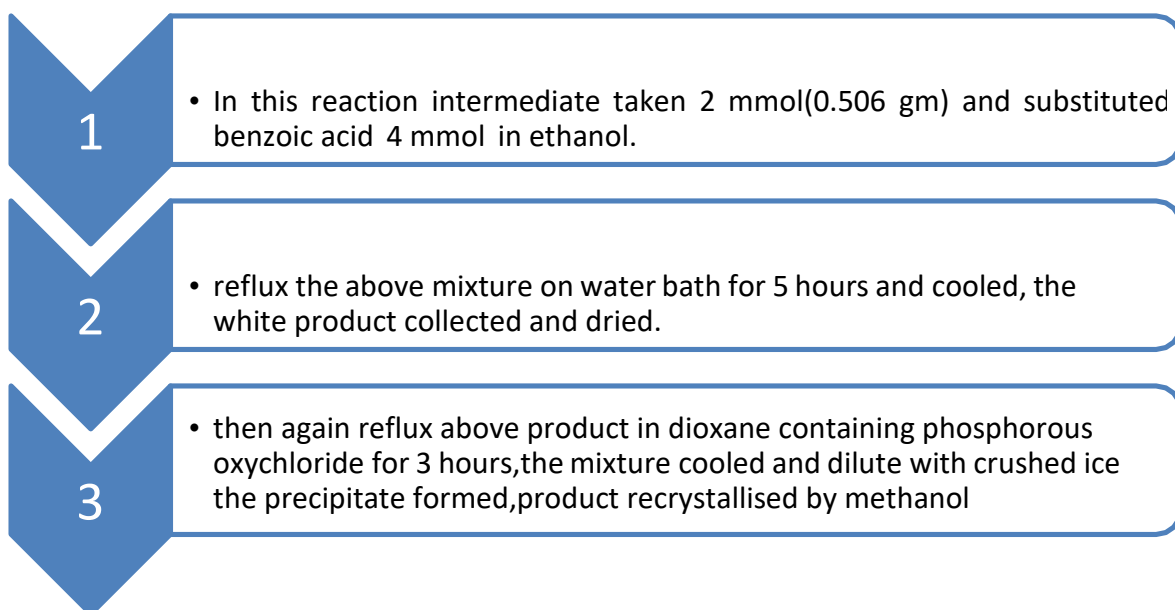 1
• In this reaction intermediate taken 2 mmol(0.506 gm) and substituted
benzoic acid 4 mmol in ethanol.
2
• reflux the above mixture on water bath for 5 hours and cooled, the
white product collected and dried.
3
• then again reflux above product in dioxane containing phosphorous
oxychloride for 3 hours,the mixture cooled and dilute with crushed ice
the precipitate formed,product recrystallised by methanol